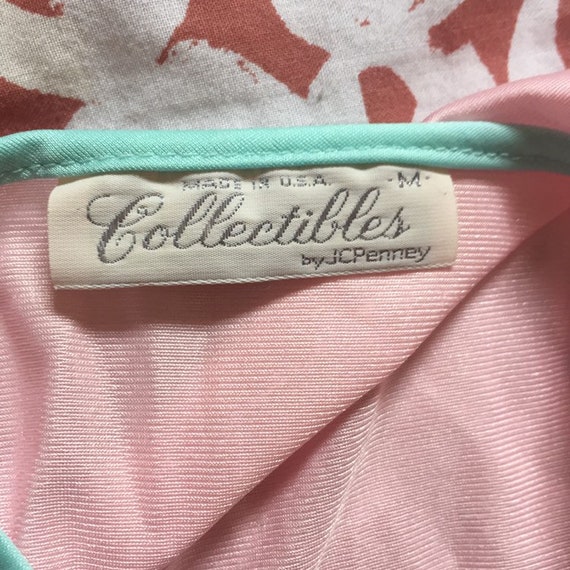 MADE IN U.S.A. -M-
Collectibles
by JCPenney